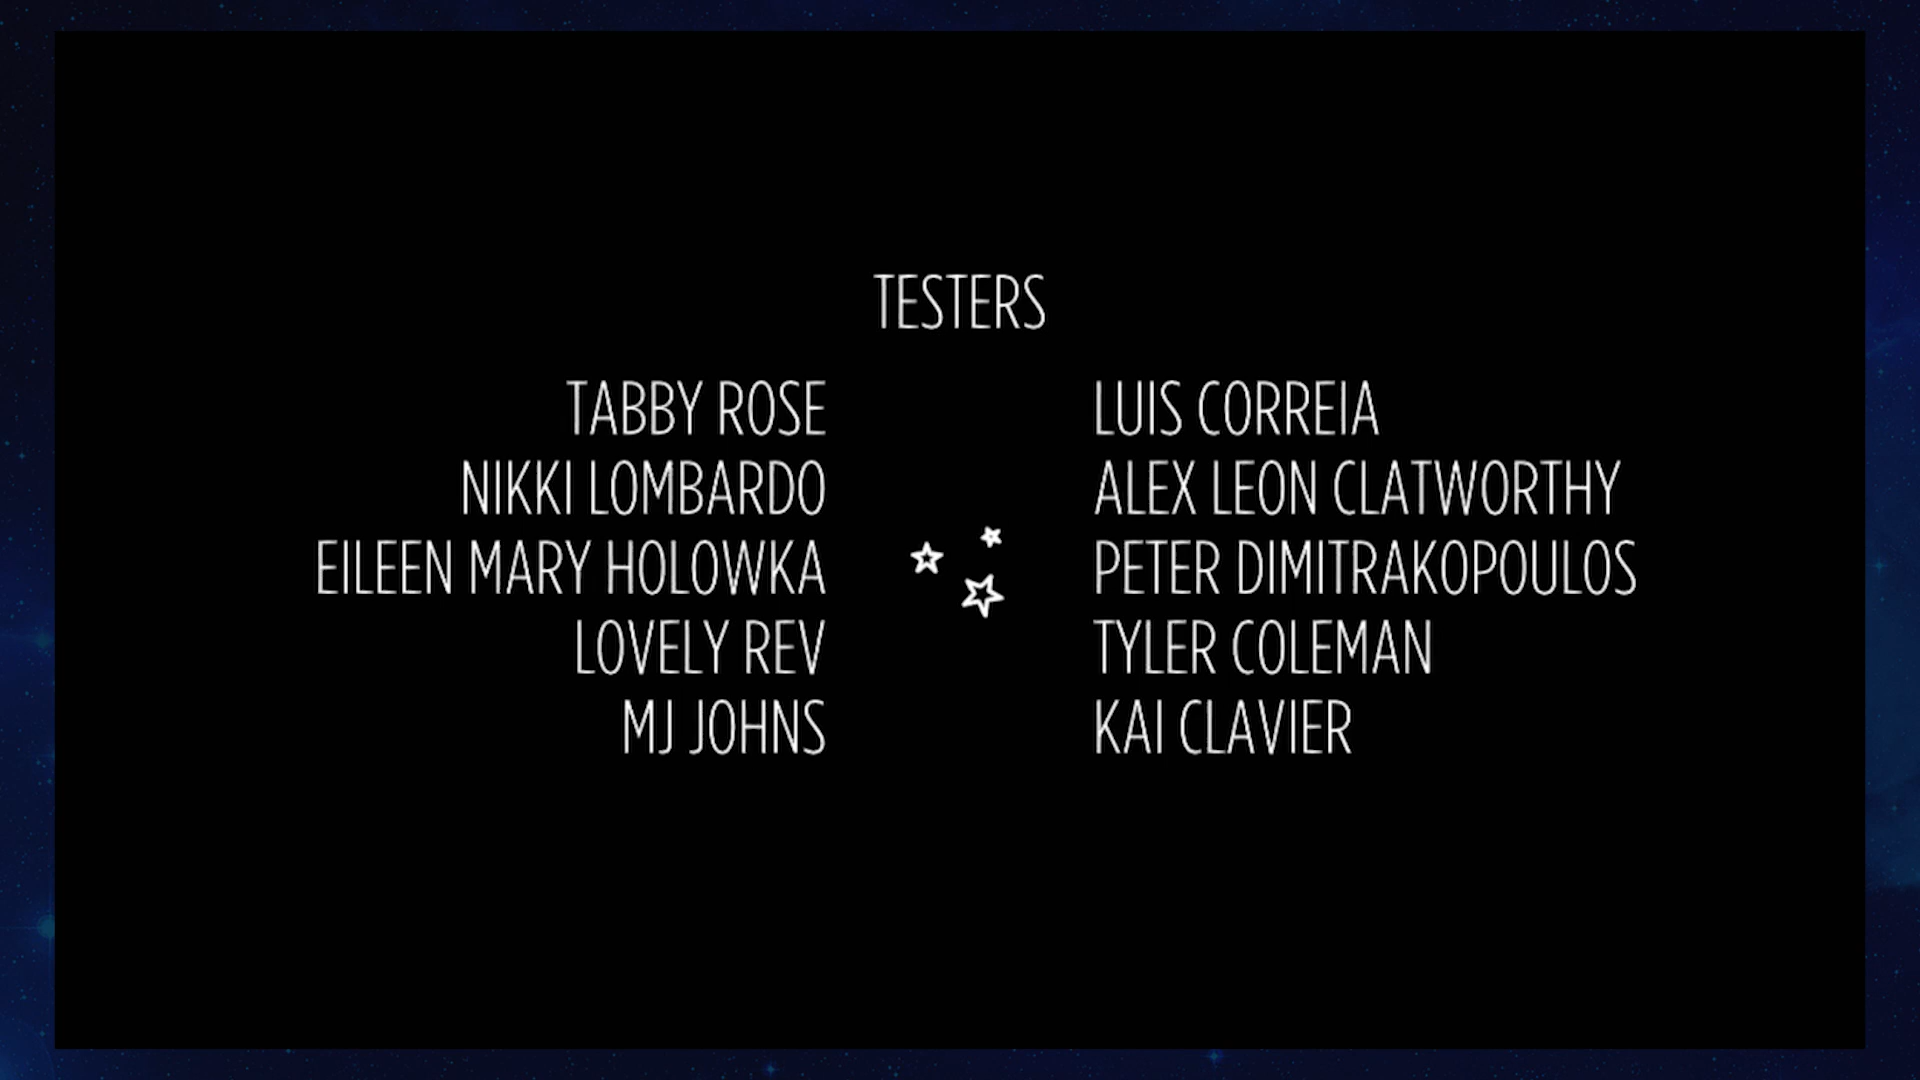 TESTERS
TABBY ROSE
NIKKI LOMBARDO
EILEEN MARY HOLOWKA
LOVELY REV
MJ JOHNS
LUIS CORREIA
ALEX LEON CLATWORTHY
PETER DIMITRAKOPOULOS
TYLER COLEMAN
KAI CLAVIER